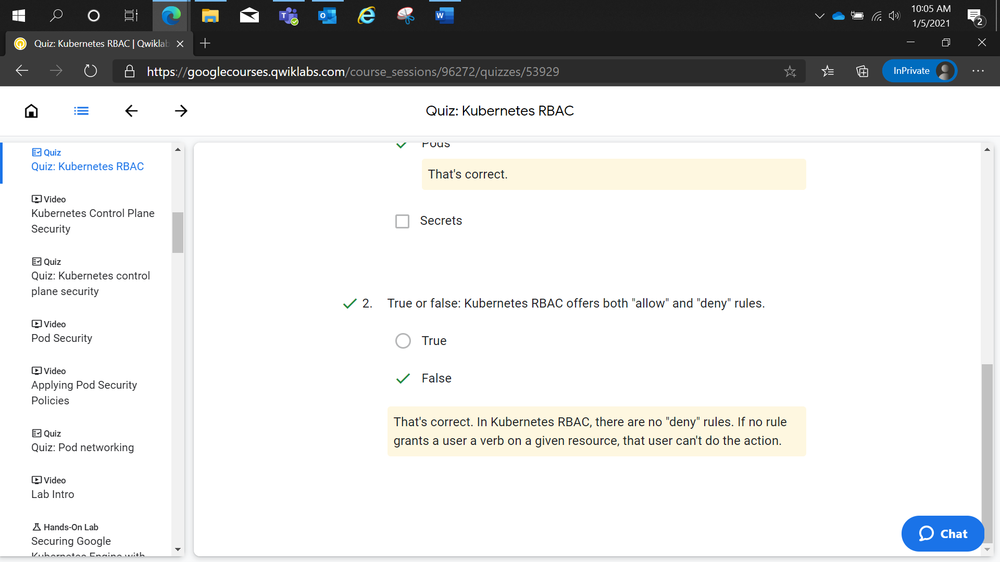 10:05 AM
1/5/2021
2
Quiz: Kubernetes RBAC | Qwiklab
https://googlecourses.qwiklabs.com/course_sessions/96272/quizzes/53929
InPrivate
Quiz: Kubernetes RBAC
Quiz
Quiz: Kubernetes RBAC
Video
Kubernetes Control Plane
Security
Quiz
Quiz: Kubernetes control
plane security
Video
Pod Security
Video
Applying Pod Security
Policies
Quiz
Quiz: Pod networking
Video
Lab Intro
Hands-On Lab
Securing Google
Kubernetes Engine with
Pods
That's correct.
Secrets
2. True or false: Kubernetes RBAC offers both "allow" and "deny" rules.
True
False
That's correct. In Kubernetes RBAC, there are no "deny" rules. If no rule
grants a user a verb on a given resource, that user can't do the action.
Chat